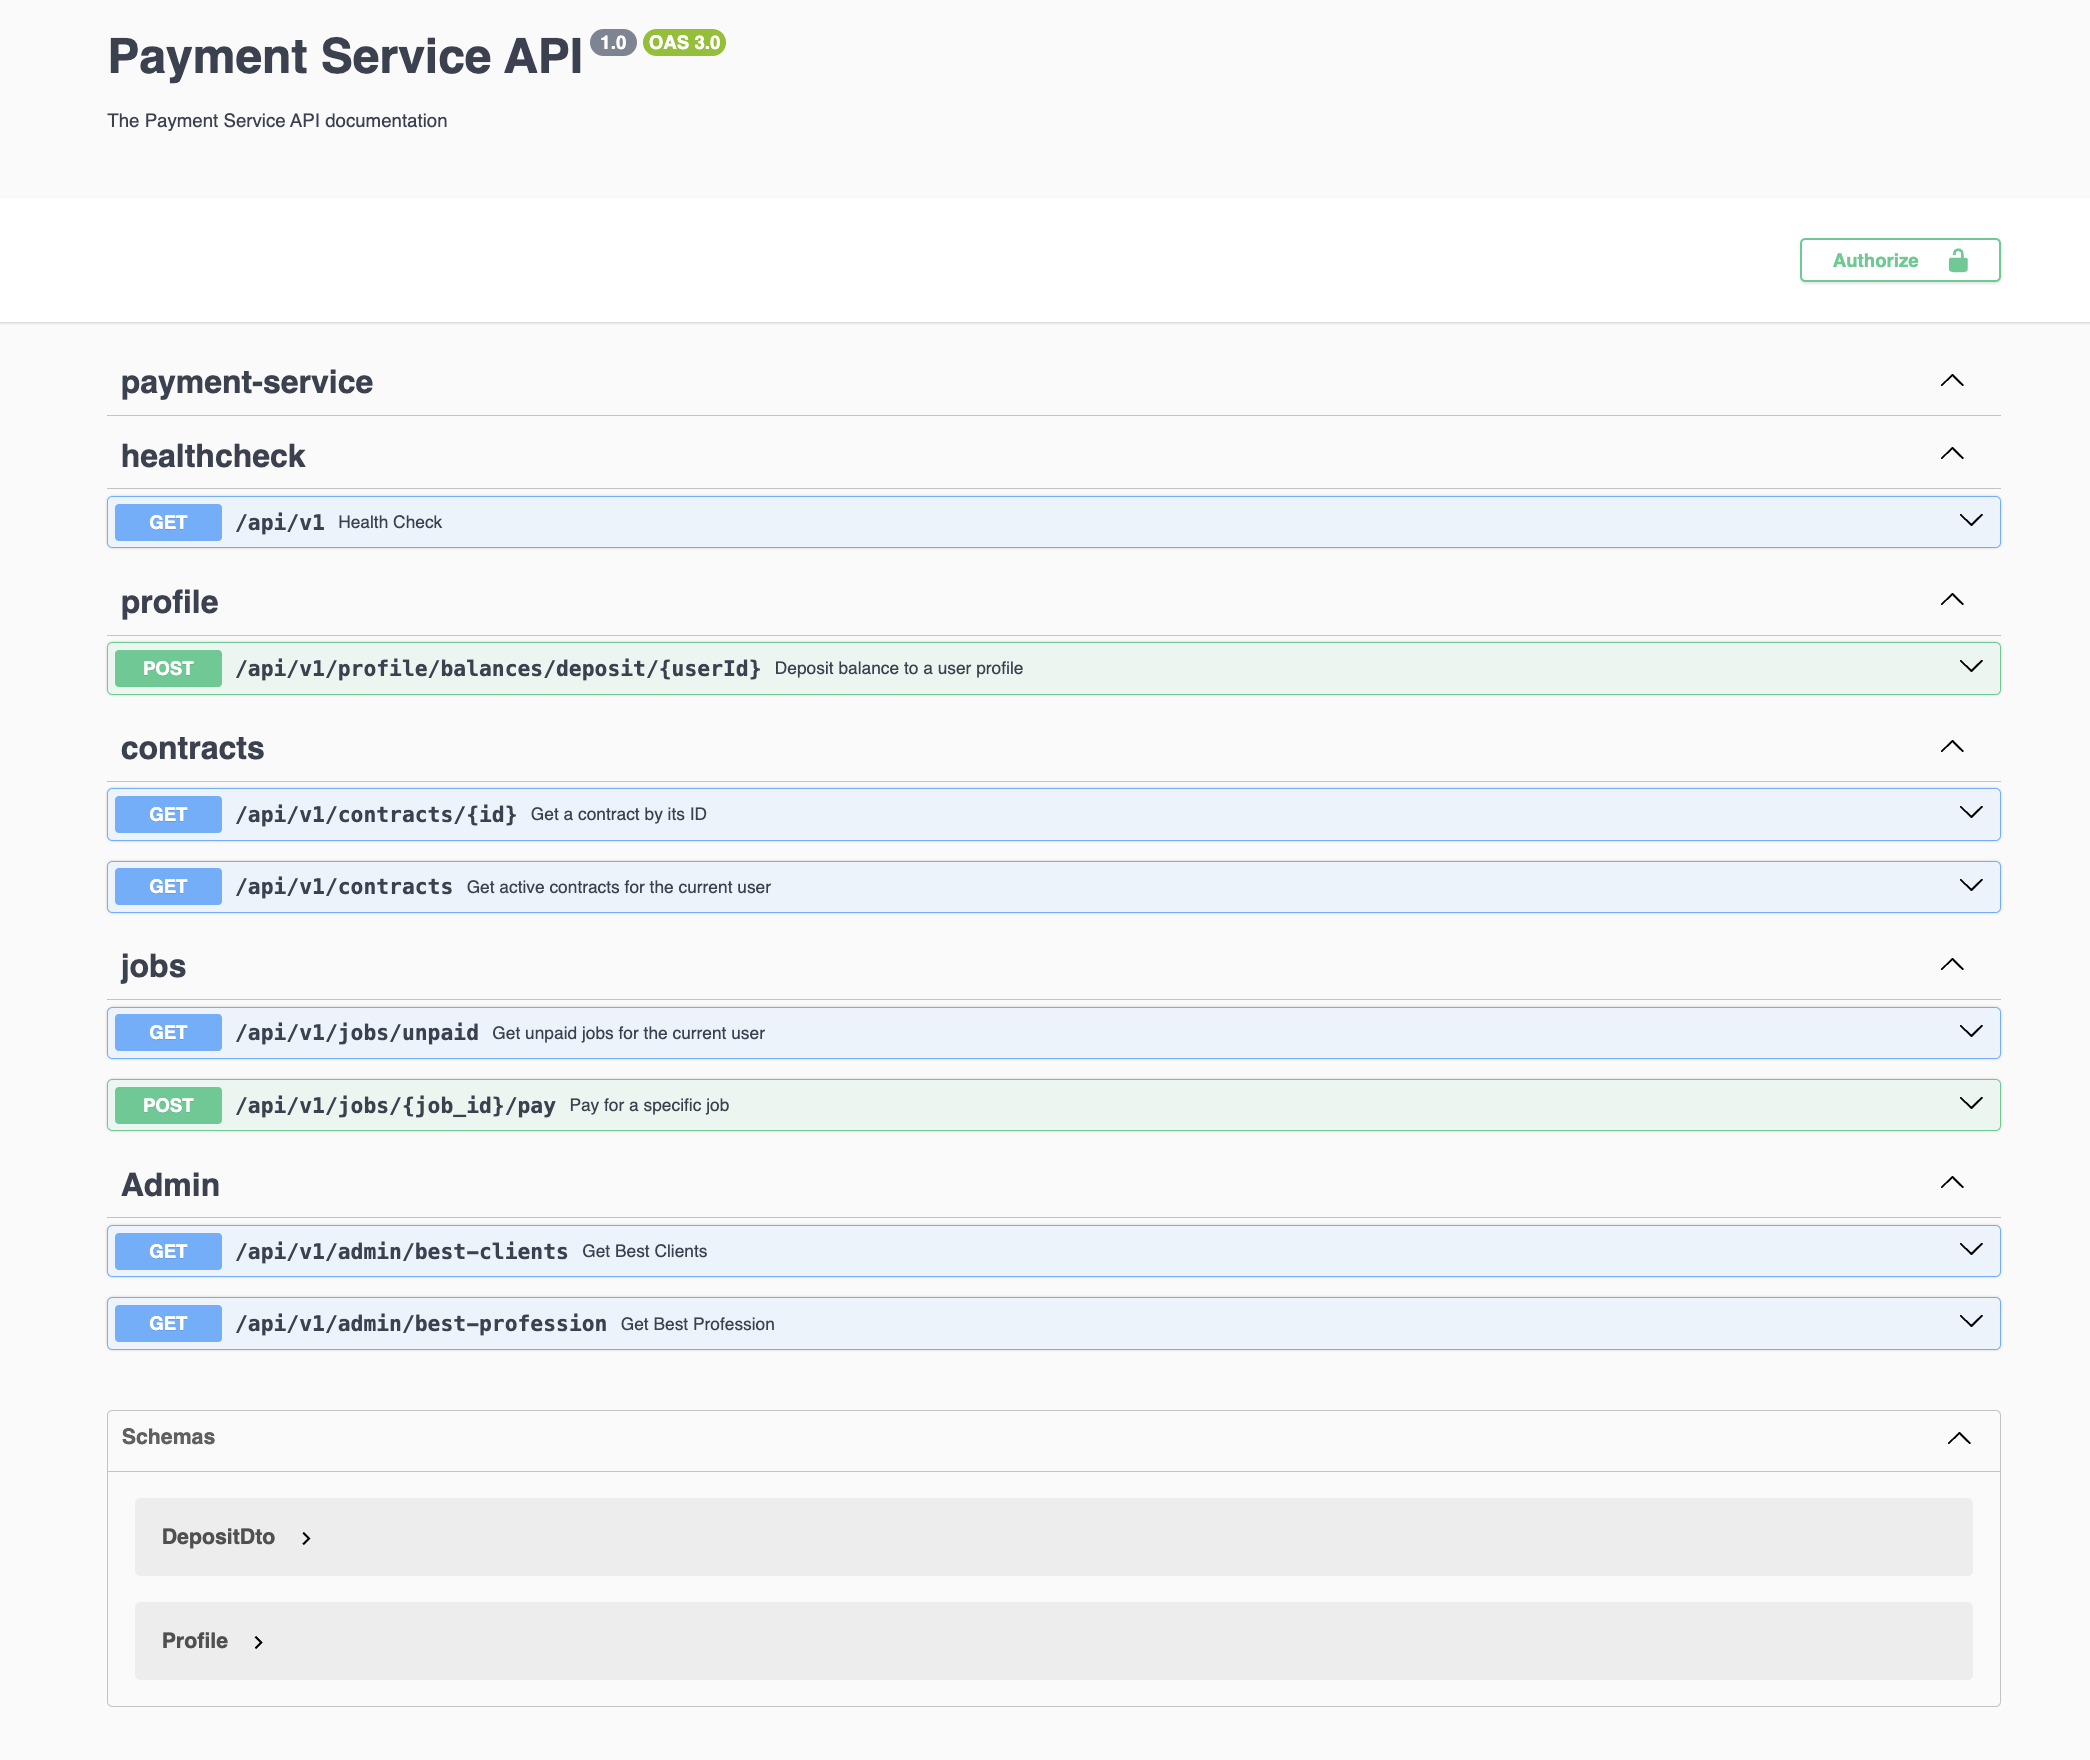 Payment Service API 1.0 OAS 3.0
The Payment Service API documentation
Authorize
payment-service
healthcheck
GET /api/v1 Health Check
profile
POST /api/v1/profile/balances/deposit/{userId} Deposit balance to a user profile
contracts
GET /api/v1/contracts/{id} Get a contract by its ID
GET /api/v1/contracts Get active contracts for the current user
jobs
GET /api/v1/jobs/unpaid Get unpaid jobs for the current user
POST /api/v1/jobs/{job_id}/pay Pay for a specific job
Admin
GET /api/v1/admin/best-clients Get Best Clients
GET /api/v1/admin/best-profession Get Best Profession
Schemas
DepositDto
Profile